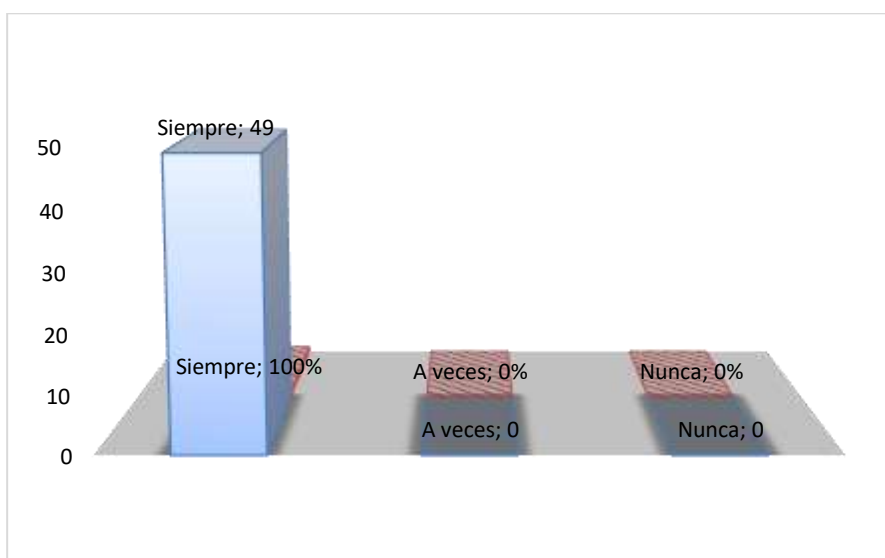 Siempre; 49
50
40
30
20
10
0
Siempre; 100%
A veces; 0%
Nunca; 0%
A veces; 0
Nunca; 0